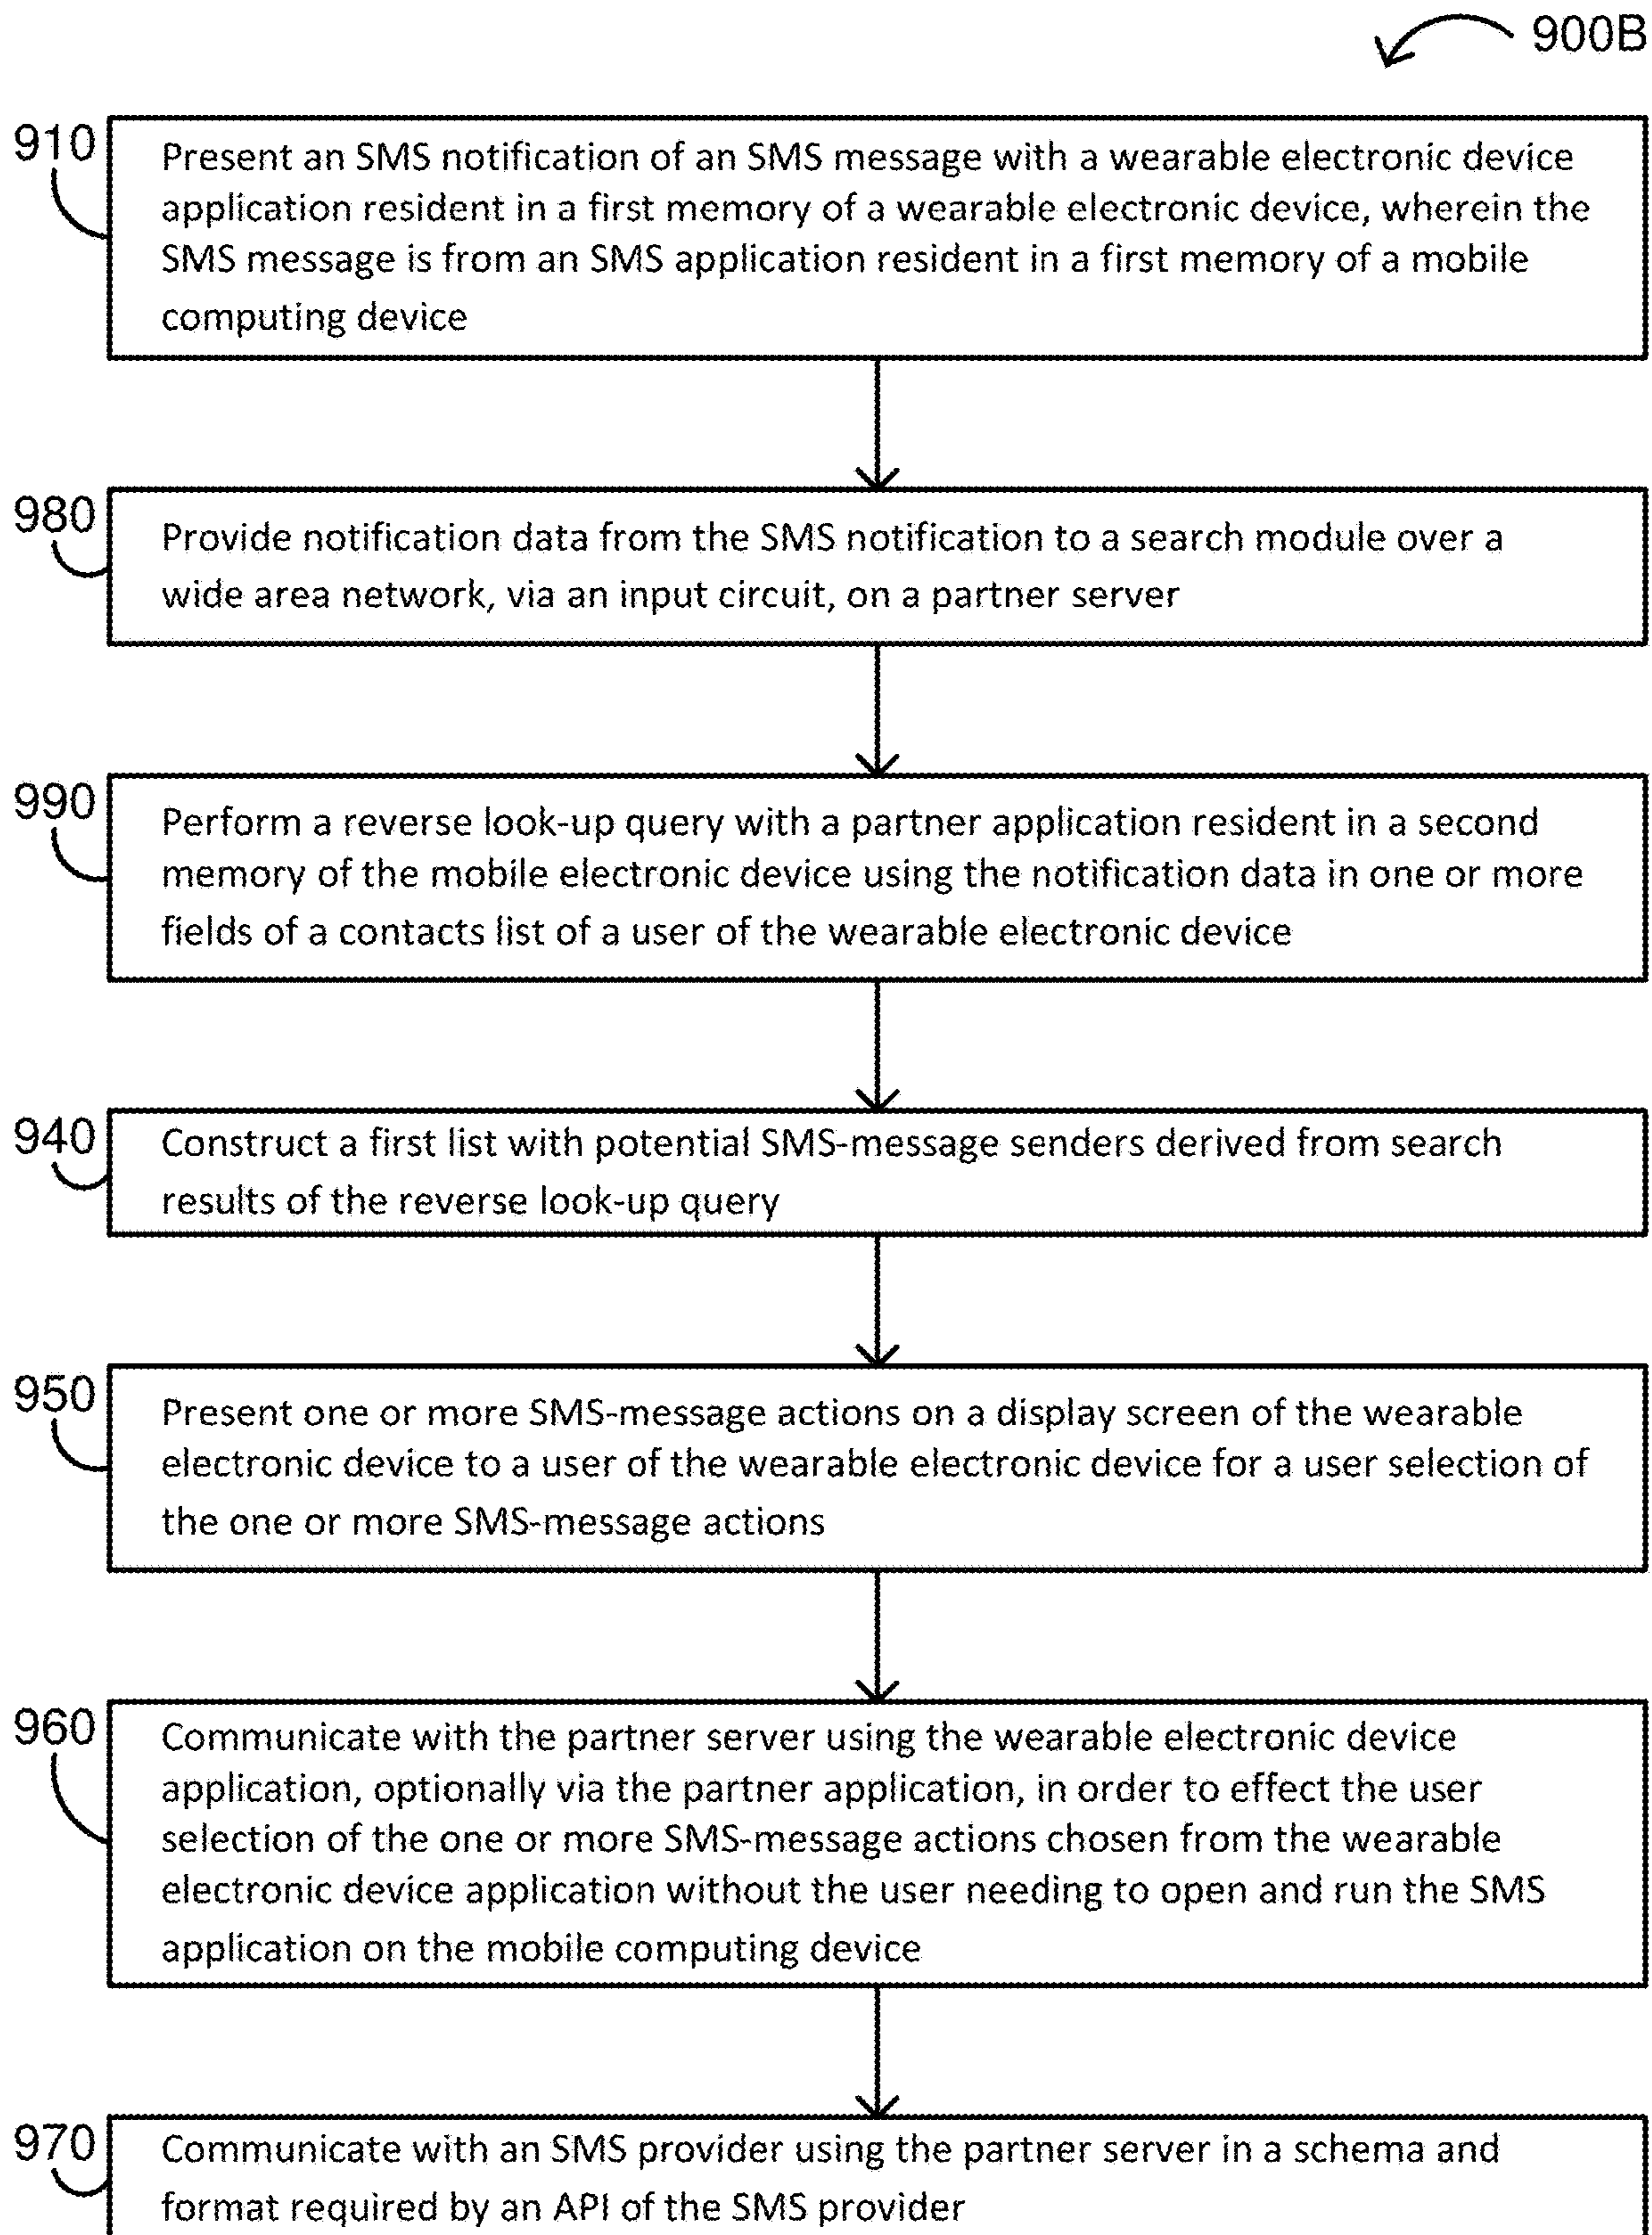 900B
910
Present an SMS notification of an SMS message with a wearable electronic device
application resident in a first memory of a wearable electronic device, wherein the
SMS message is from an SMS application resident in a first memory of a mobile
computing device
980
Provide notification data from the SMS notification to a search module over a
wide area network, via an input circuit, on a partner server
990
Perform a reverse look-up query with a partner application resident in a second
memory of the mobile electronic device using the notification data in one or more
fields of a contacts list of a user of the wearable electronic device
940
Construct a first list with potential SMS-message senders derived from search
results of the reverse look-up query
950
Present one or more SMS-message actions on a display screen of the wearable
electronic device to a user of the wearable electronic device for a user selection of
the one or more SMS-message actions
960
Communicate with the partner server using the wearable electronic device
application, optionally via the partner application, in order to effect the user
selection of the one or more SMS-message actions chosen from the wearable
electronic device application without the user needing to open and run the SMS
application on the mobile computing device
970
Communicate with an SMS provider using the partner server in a schema and
format required by an API of the SMS provider